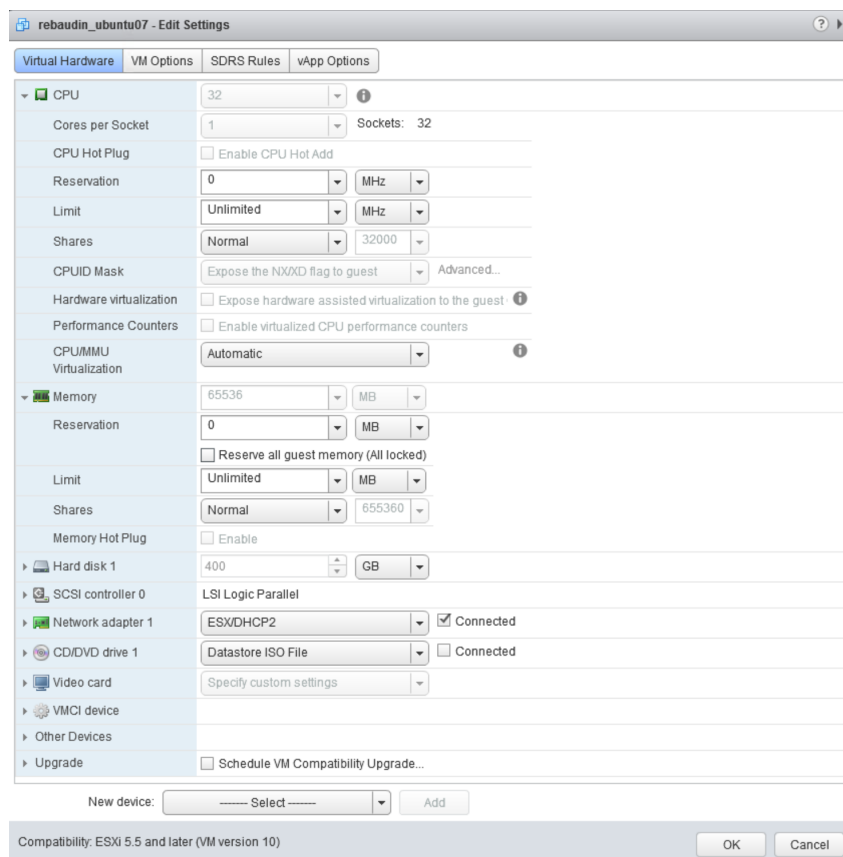 rebaudin_ubuntu07 - Edit Settings
Virtual Hardware VM Options SDRS Rules vApp Options
CPU 32
Cores per Socket 1 Sockets: 32
CPU Hot Plug Enable CPU Hot Add
Reservation 0 MHz
Limit Unlimited MHz
Shares Normal 32000
CPUID Mask Expose the NX/XD flag to guest Advanced...
Hardware virtualization Expose hardware assisted virtualization to the guest
Performance Counters Enable virtualized CPU performance counters
CPU/MMU Automatic
Virtualization
Memory 65536 MB
Reservation 0 MB
Reserve all guest memory (All locked)
Limit Unlimited MB
Shares Normal 655360
Memory Hot Plug Enable
Hard disk 1 400 GB
SCSI controller 0 LSI Logic Parallel
Network adapter 1 ESX/DHCP2 Connected
CD/DVD drive 1 Datastore ISO File Connected
Video card Specify custom settings
VMCI device
Other Devices
Upgrade Schedule VM Compatibility Upgrade...
New device: ------- Select ------- Add
Compatibility: ESXi 5.5 and later (VM version 10) OK Cancel